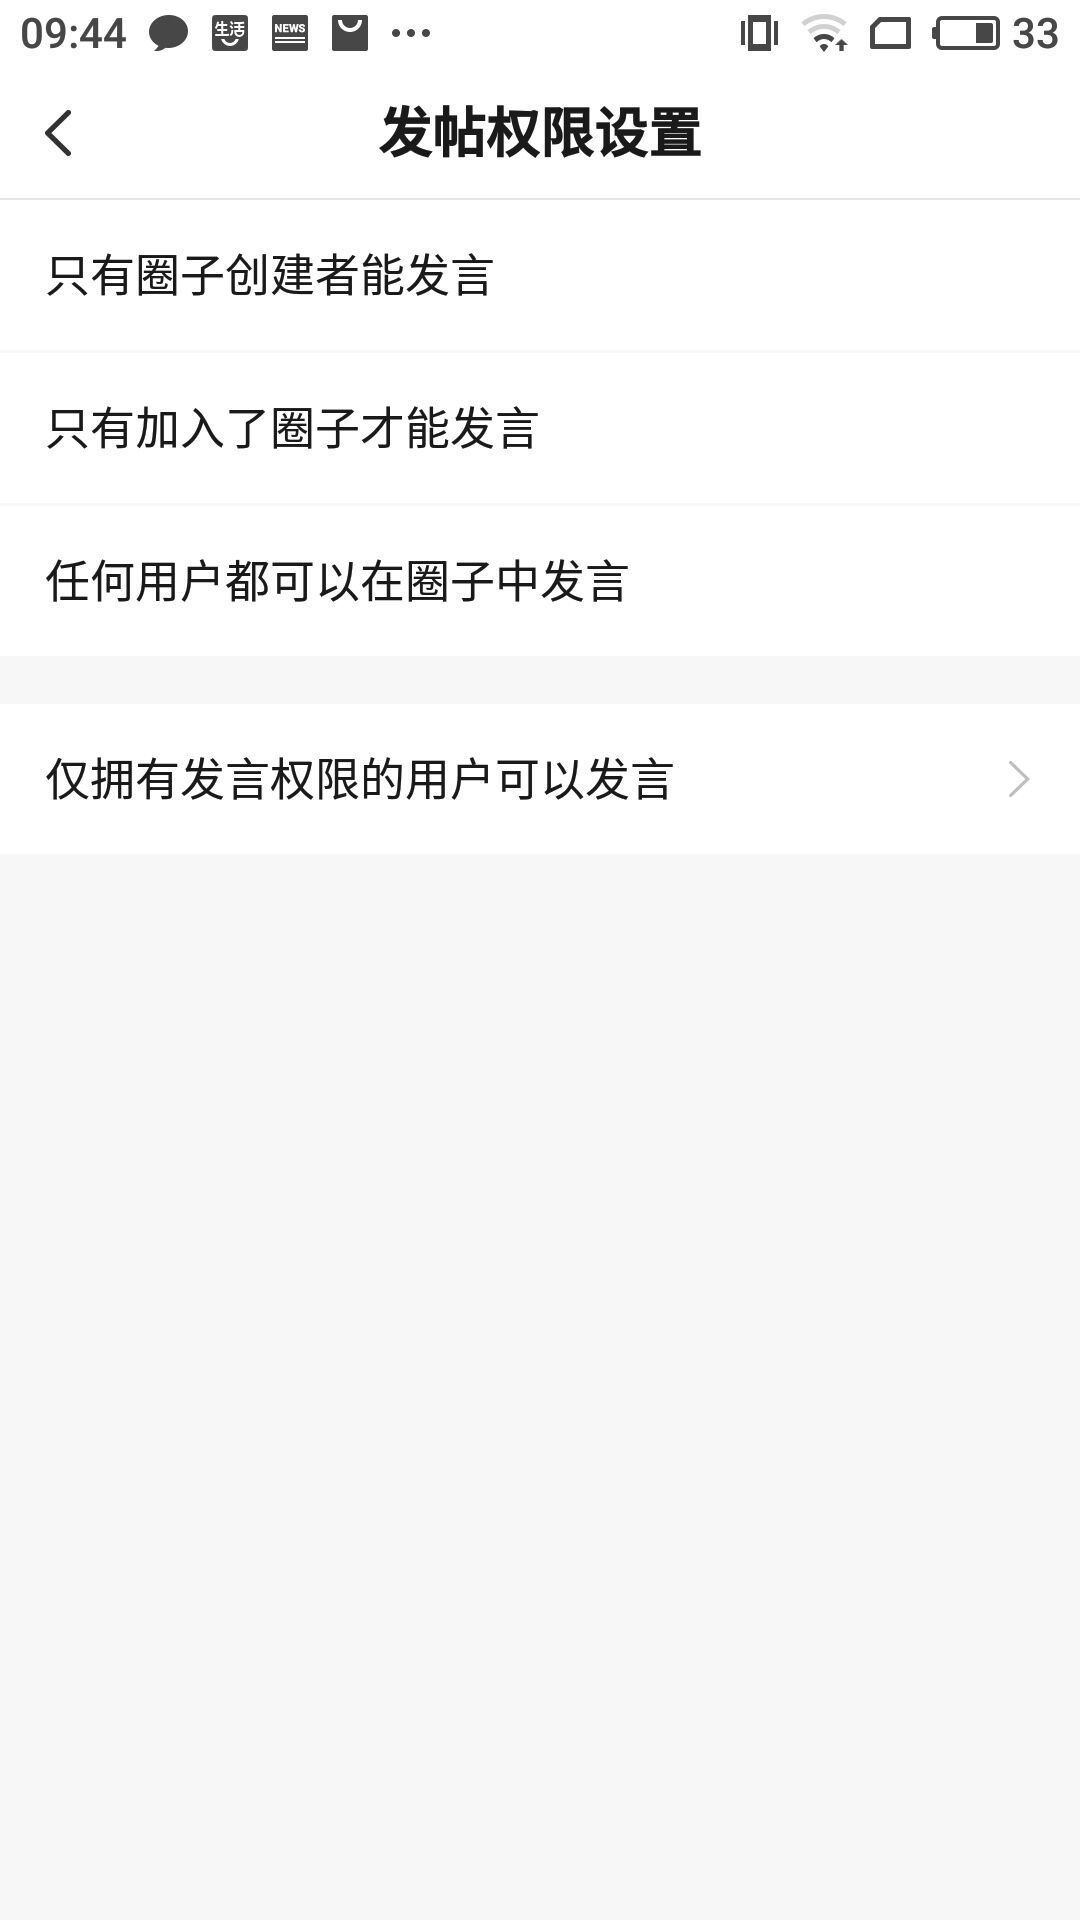 09:44 生活 NEWS 33
发帖权限设置
只有圈子创建者能发言
只有加入了圈子才能发言
任何用户都可以在圈子中发言
仅拥有发言权限的用户可以发言